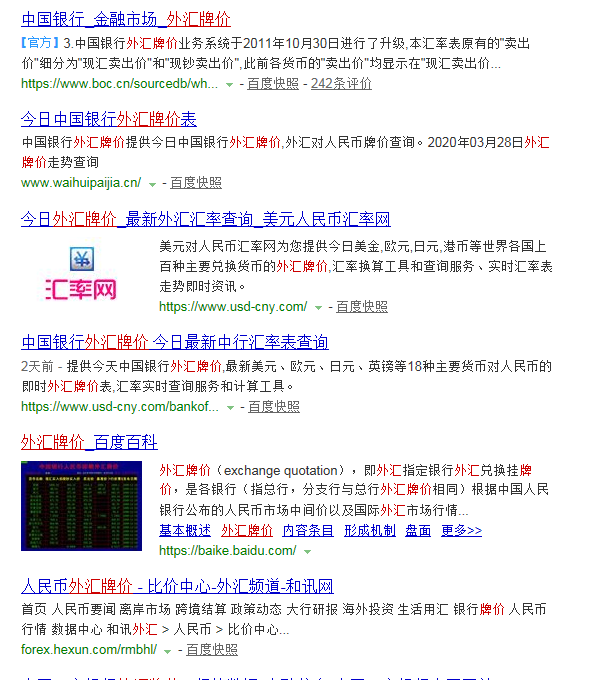 中国银行_金融市场_外汇牌价
【官方】3.中国银行外汇牌价业务系统于2011年10月30日进行了升级,本汇率表原有的"卖出
价"细分为"现汇卖出价"和"现钞卖出价",此前各货币的"卖出价"均显示在"现汇卖出价...
https://www.boc.cn/sourcedb/wh... - 百度快照 - 242条评价
今日中国银行外汇牌价表
中国银行外汇牌价提供今日中国银行外汇牌价,外汇对人民币牌价查询。2020年03月28日外汇
牌价走势查询
www.waihuipaijia.cn/ - 百度快照
今日外汇牌价_最新外汇汇率查询_美元人民币汇率网
汇率网
美元对人民币汇率网为您提供今日美金,欧元,日元,港币等世界各国上
百种主要兑换货币的外汇牌价,汇率换算工具和查询服务、实时汇率表
走势即时资讯。
https://www.usd-cny.com/ - 百度快照
中国银行外汇牌价 今日最新中行汇率表查询
2天前 - 提供今天中国银行外汇牌价,最新美元、欧元、日元、英镑等18种主要货币对人民币的
即时外汇牌价表,汇率实时查询服务和计算工具。
https://www.usd-cny.com/bankof... - 百度快照
外汇牌价_百度百科
外汇牌价（exchange quotation），即外汇指定银行外汇兑换挂牌
价，是各银行（指总行，分支行与总行外汇牌价相同）根据中国人民
银行公布的人民币市场中间价以及国际外汇市场行情...
基本概述 外汇牌价 内容条目 形成机制 盘面 更多>>
https://baike.baidu.com/
人民币外汇牌价 - 比价中心-外汇频道-和讯网
首页 人民币要闻 离岸市场 跨境结算 政策动态 大行研报 海外投资 生活用汇 银行牌价 人民币
行情 数据中心 和讯外汇 > 人民币 > 比价中心...
forex.hexun.com/rmbhl/ - 百度快照